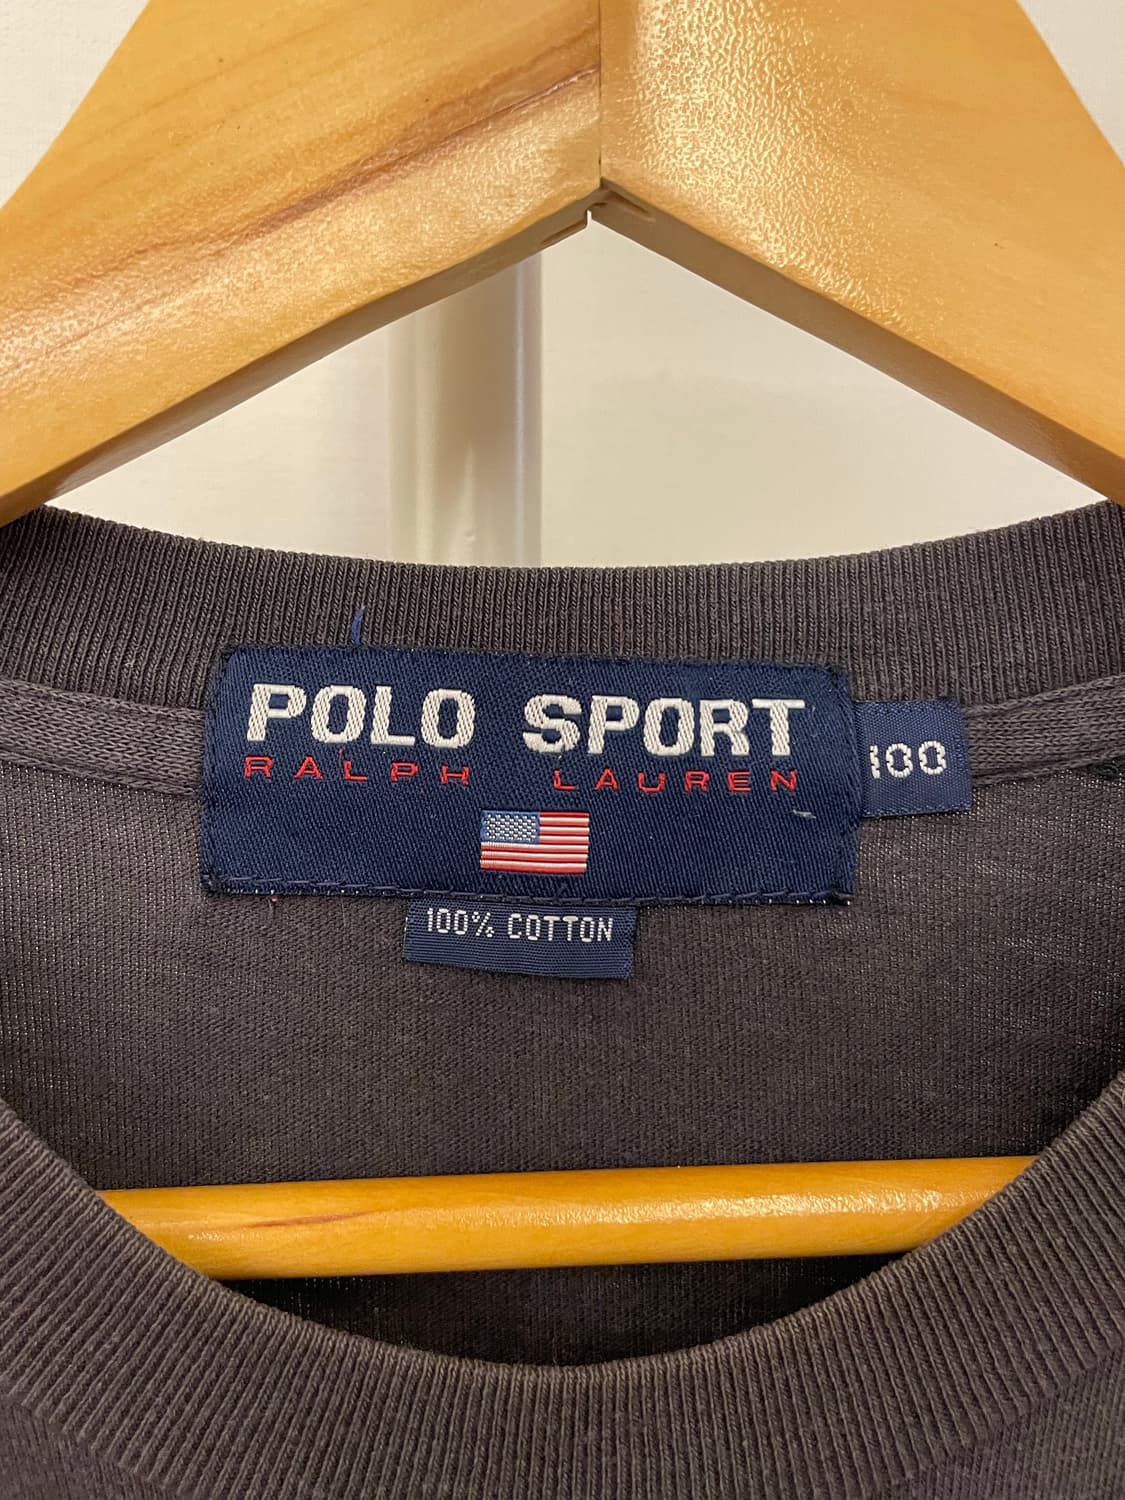 POLO SPORT
RALPH LAUREN
100
100% COTTON